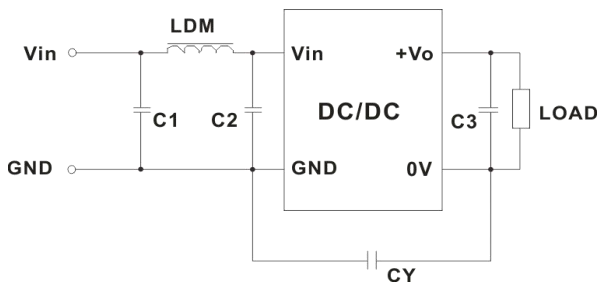 LDM
Vin
Vin
+Vo
C1
C2
DC/DC
C3
LOAD
GND
GND
0V
CY